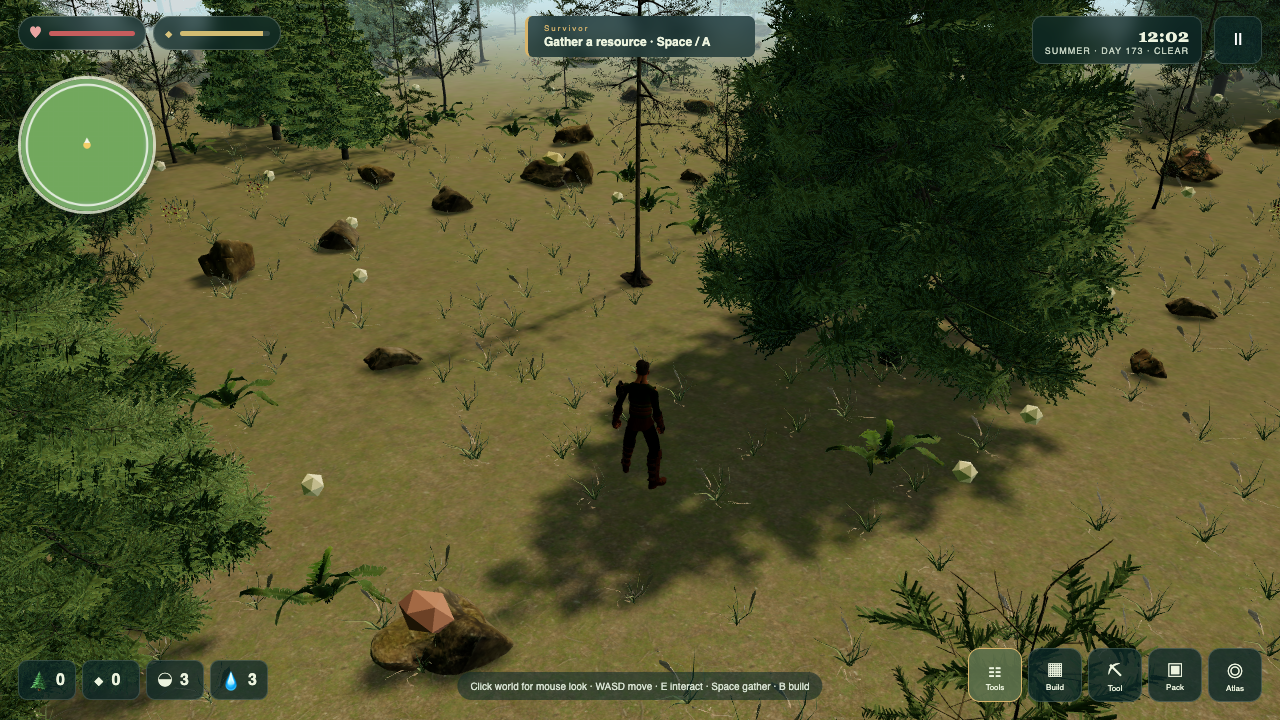 Survivor
Gather a resource · Space / A
12:02
SUMMER · DAY 173 · CLEAR
0
0
3
3
Click world for mouse look · WASD move · E interact · Space gather · B build
Tools
Build
Tool
Pack
Atlas